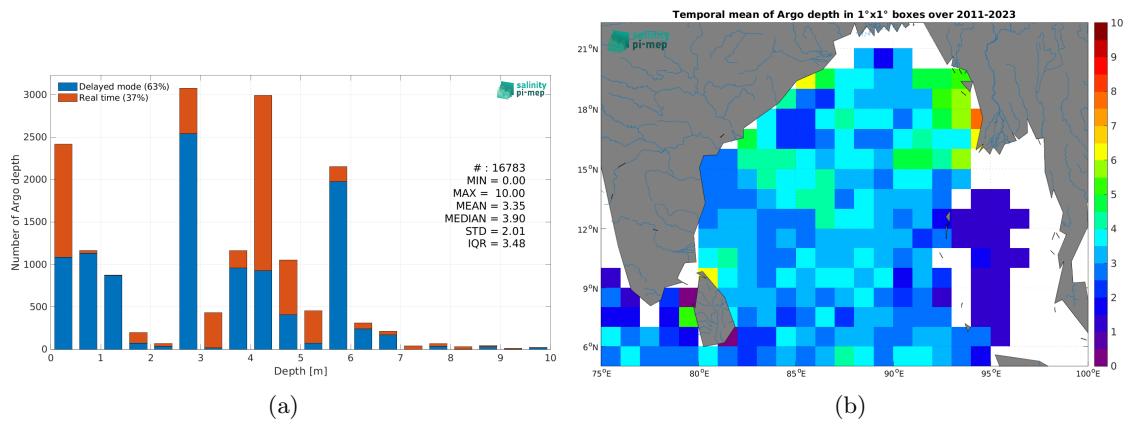 Delayed mode (63%)
Real time (37%)
salinity
pi-mep
# : 16783
MIN = 0.00
MAX = 10.00
MEAN = 3.35
MEDIAN = 3.90
STD = 2.01
IQR = 3.48
Number of Argo depth
3000
2500
2000
1500
1000
500
0
0 1 2 3 4 5 6 7 8 9 10
Depth [m]
(a)
Temporal mean of Argo depth in 1°x1° boxes over 2011-2023
salinity
pi-mep
21°N
18°N
15°N
12°N
9°N
6°N
75°E 80°E 85°E 90°E 95°E 100°E
10
9
8
7
6
5
4
3
2
1
0
(b)